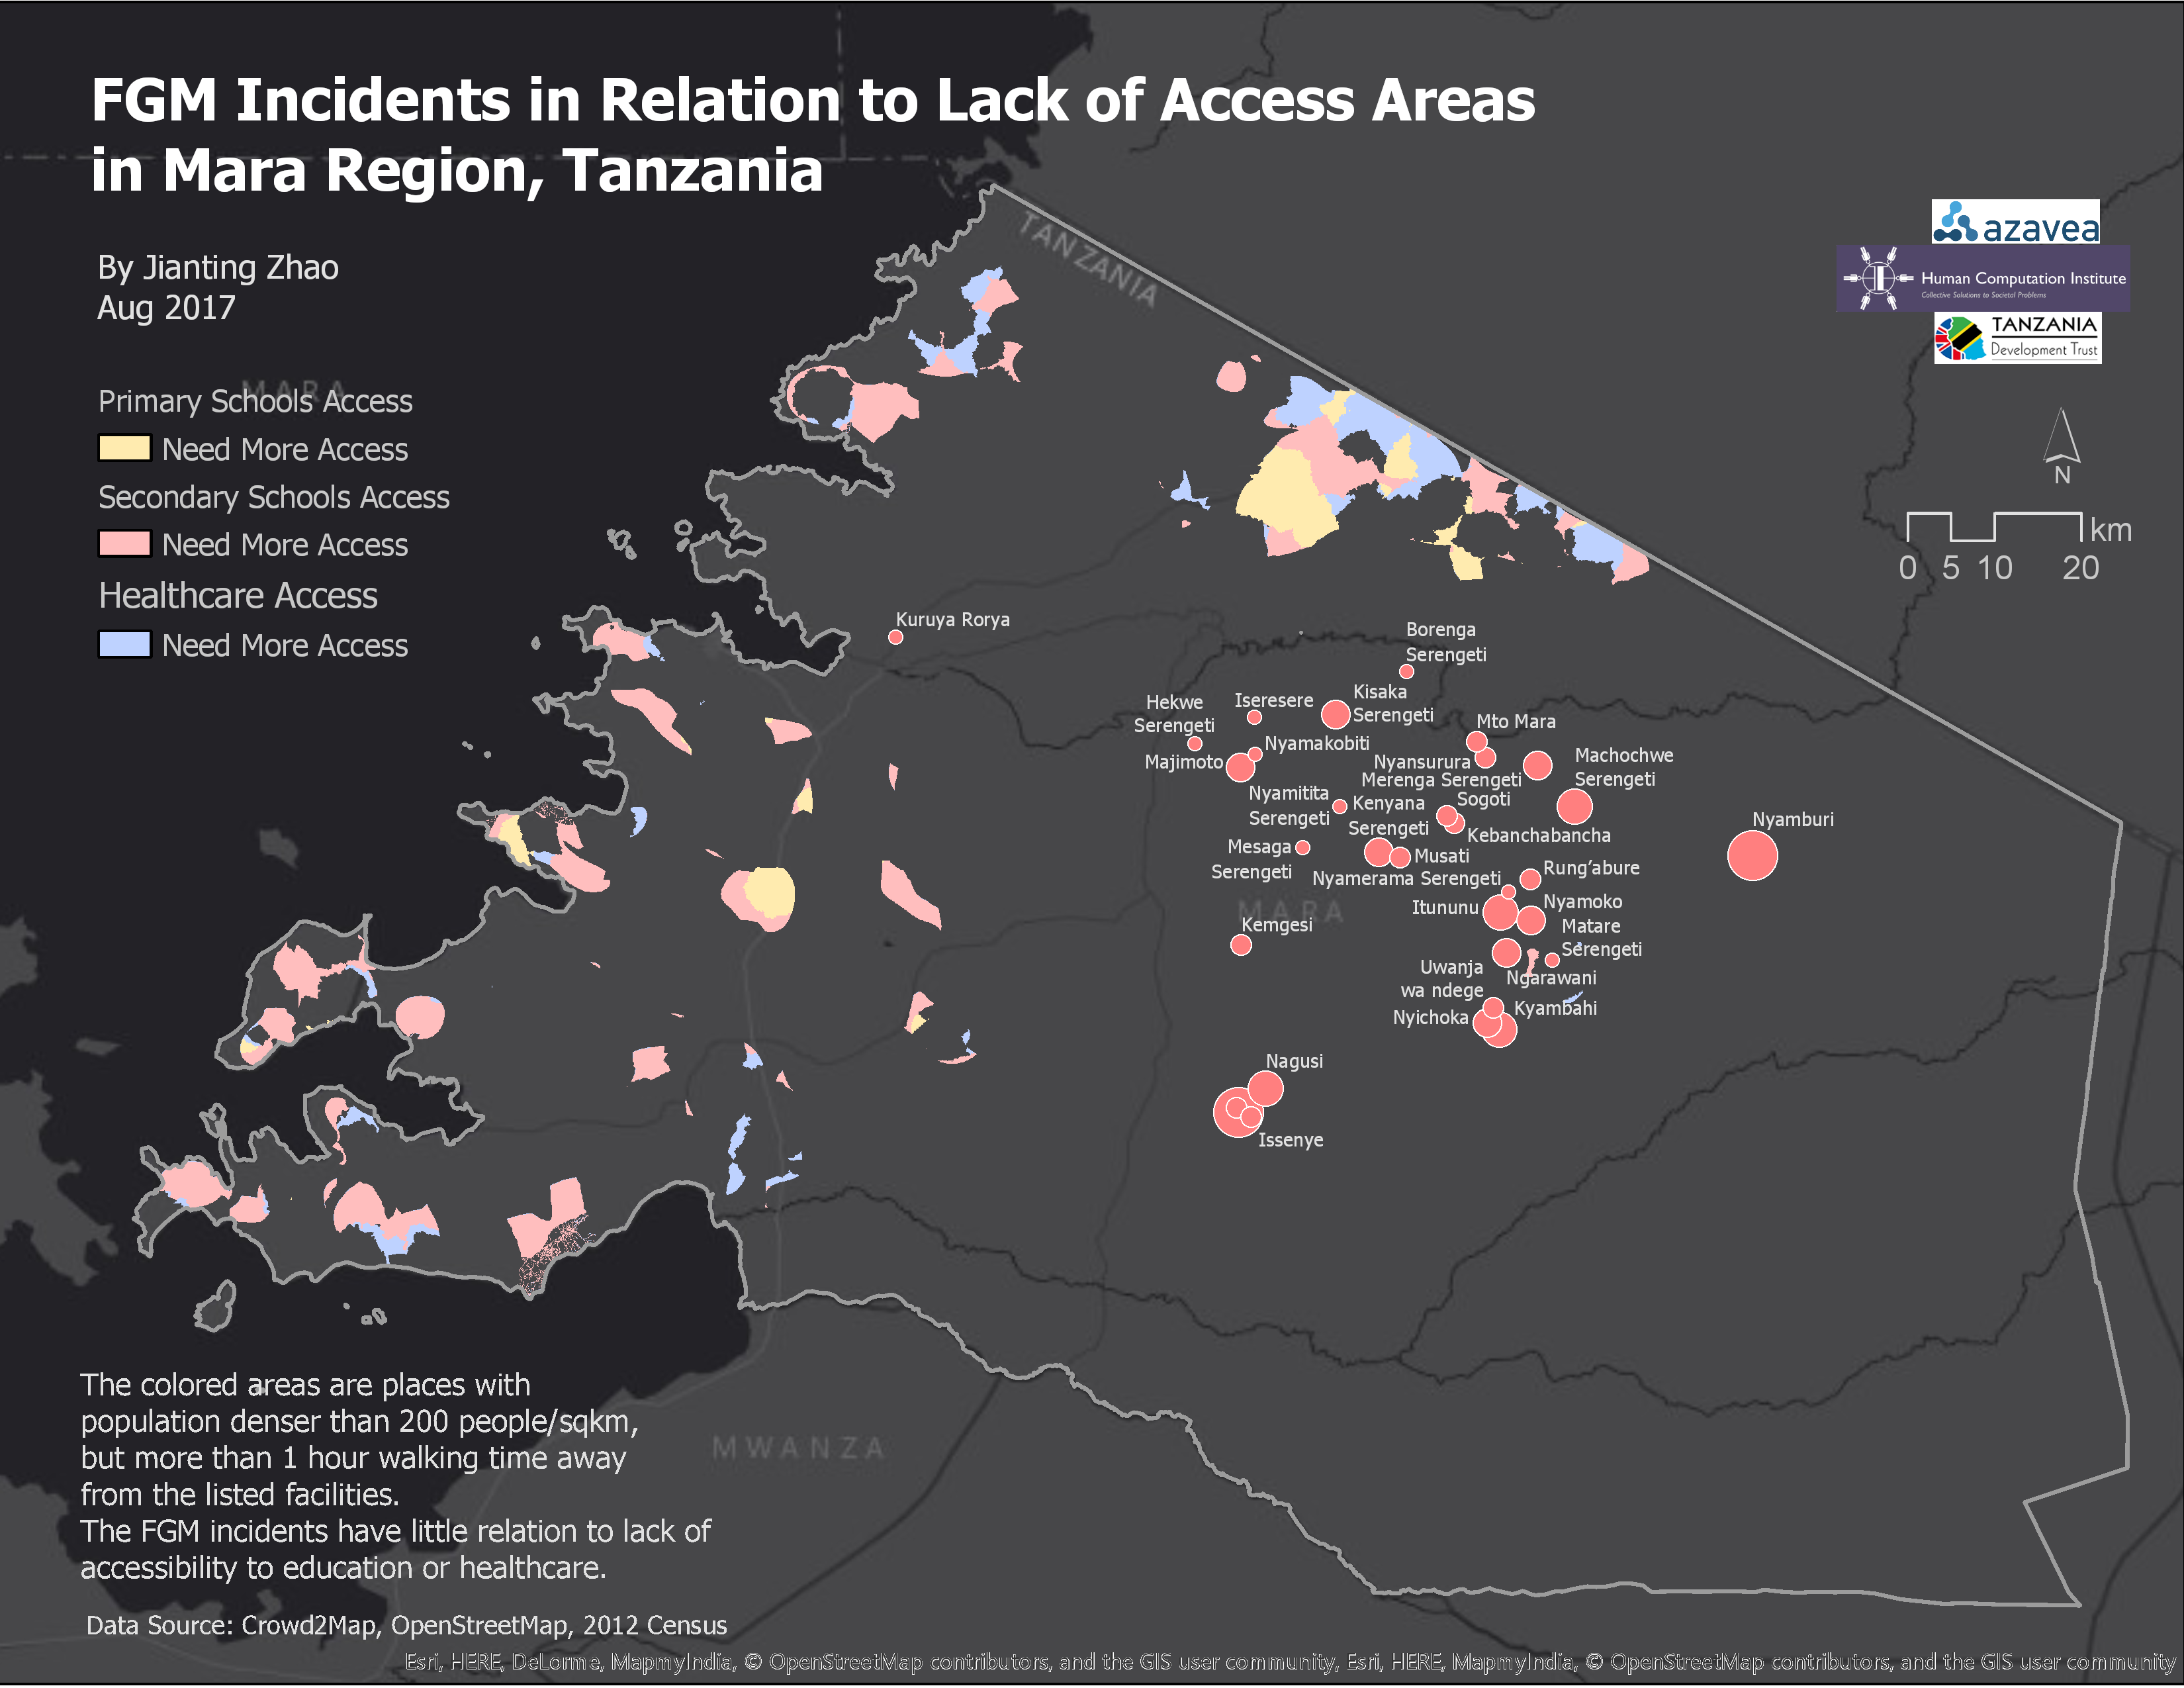 FGM Incidents in Relation to Lack of Access Areas
in Mara Region, Tanzania
By Jianting Zhao
Aug 2017
MARA
Primary Schools Access
Need More Access
Secondary Schools Access
Need More Access
Healthcare Access
Need More Access
TANZANIA
azavea
Human Computation Institute
Collective Solutions to Societal Problems
TANZANIA
Development Trust
N
km
0 5 10 20
Kuruya Rorya
Borenga
Serengeti
Hekwe
Serengeti
Iseresere
Kisaka
Serengeti
Mto Mara
Nyamakobiti
Majimoto
Nyansurura
Merenga Serengeti
Machochwe
Serengeti
Nyamitita
Serengeti
Kenyana
Serengeti
Sogoti
Kebanchabancha
Nyamburi
Mesaga
Serengeti
Musati
Nyamerama Serengeti
Rung’abure
MARA
Itununu
Nyamoko
Matare
Serengeti
Kemgesi
Uwanja
wa ndege
Ngarawani
Kyambahi
Nyichoka
Nagusi
Issenye
MWANZA
The colored areas are places with
population denser than 200 people/sqkm,
but more than 1 hour walking time away
from the listed facilities.
The FGM incidents have little relation to lack of
accessibility to education or healthcare.
Data Source: Crowd2Map, OpenStreetMap, 2012 Census
Esri, HERE, DeLorme, MapmyIndia, © OpenStreetMap contributors, and the GIS user community, Esri, HERE, MapmyIndia, © OpenStreetMap contributors, and the GIS user community